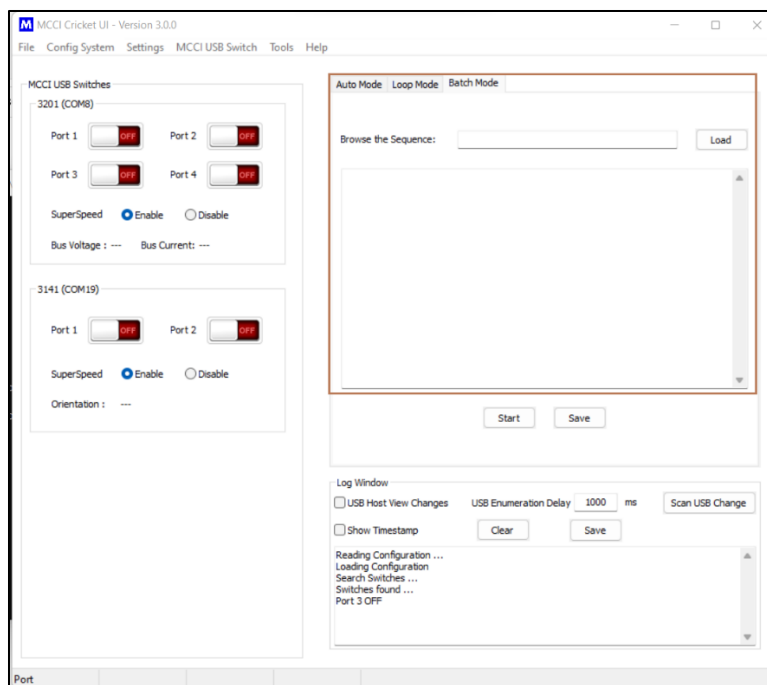 M MCCI Cricket UI - Version 3.0.0
File Config System Settings MCCI USB Switch Tools Help
MCCI USB Switches
3201 (COM8)
Port 1 OFF Port 2 OFF
Port 3 OFF Port 4 OFF
SuperSpeed Enable Disable
Bus Voltage : --- Bus Current: ---
3141 (COM19)
Port 1 OFF Port 2 OFF
SuperSpeed Enable Disable
Orientation : ---
Auto Mode Loop Mode Batch Mode
Browse the Sequence: Load
Start Save
Log Window
USB Host View Changes USB Enumeration Delay 1000 ms Scan USB Change
Show Timestamp Clear Save
Reading Configuration ...
Loading Configuration
Search Switches ...
Switches found ...
Port 3 OFF
Port